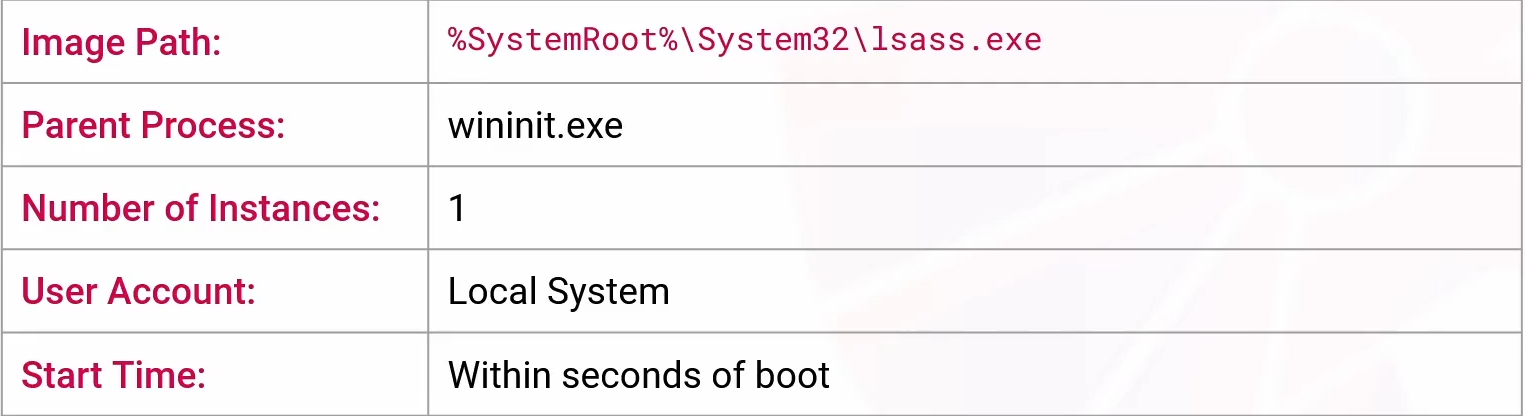 Image Path: %SystemRoot%\System32\lsass.exe
Parent Process: wininit.exe
Number of Instances: 1
User Account: Local System
Start Time: Within seconds of boot